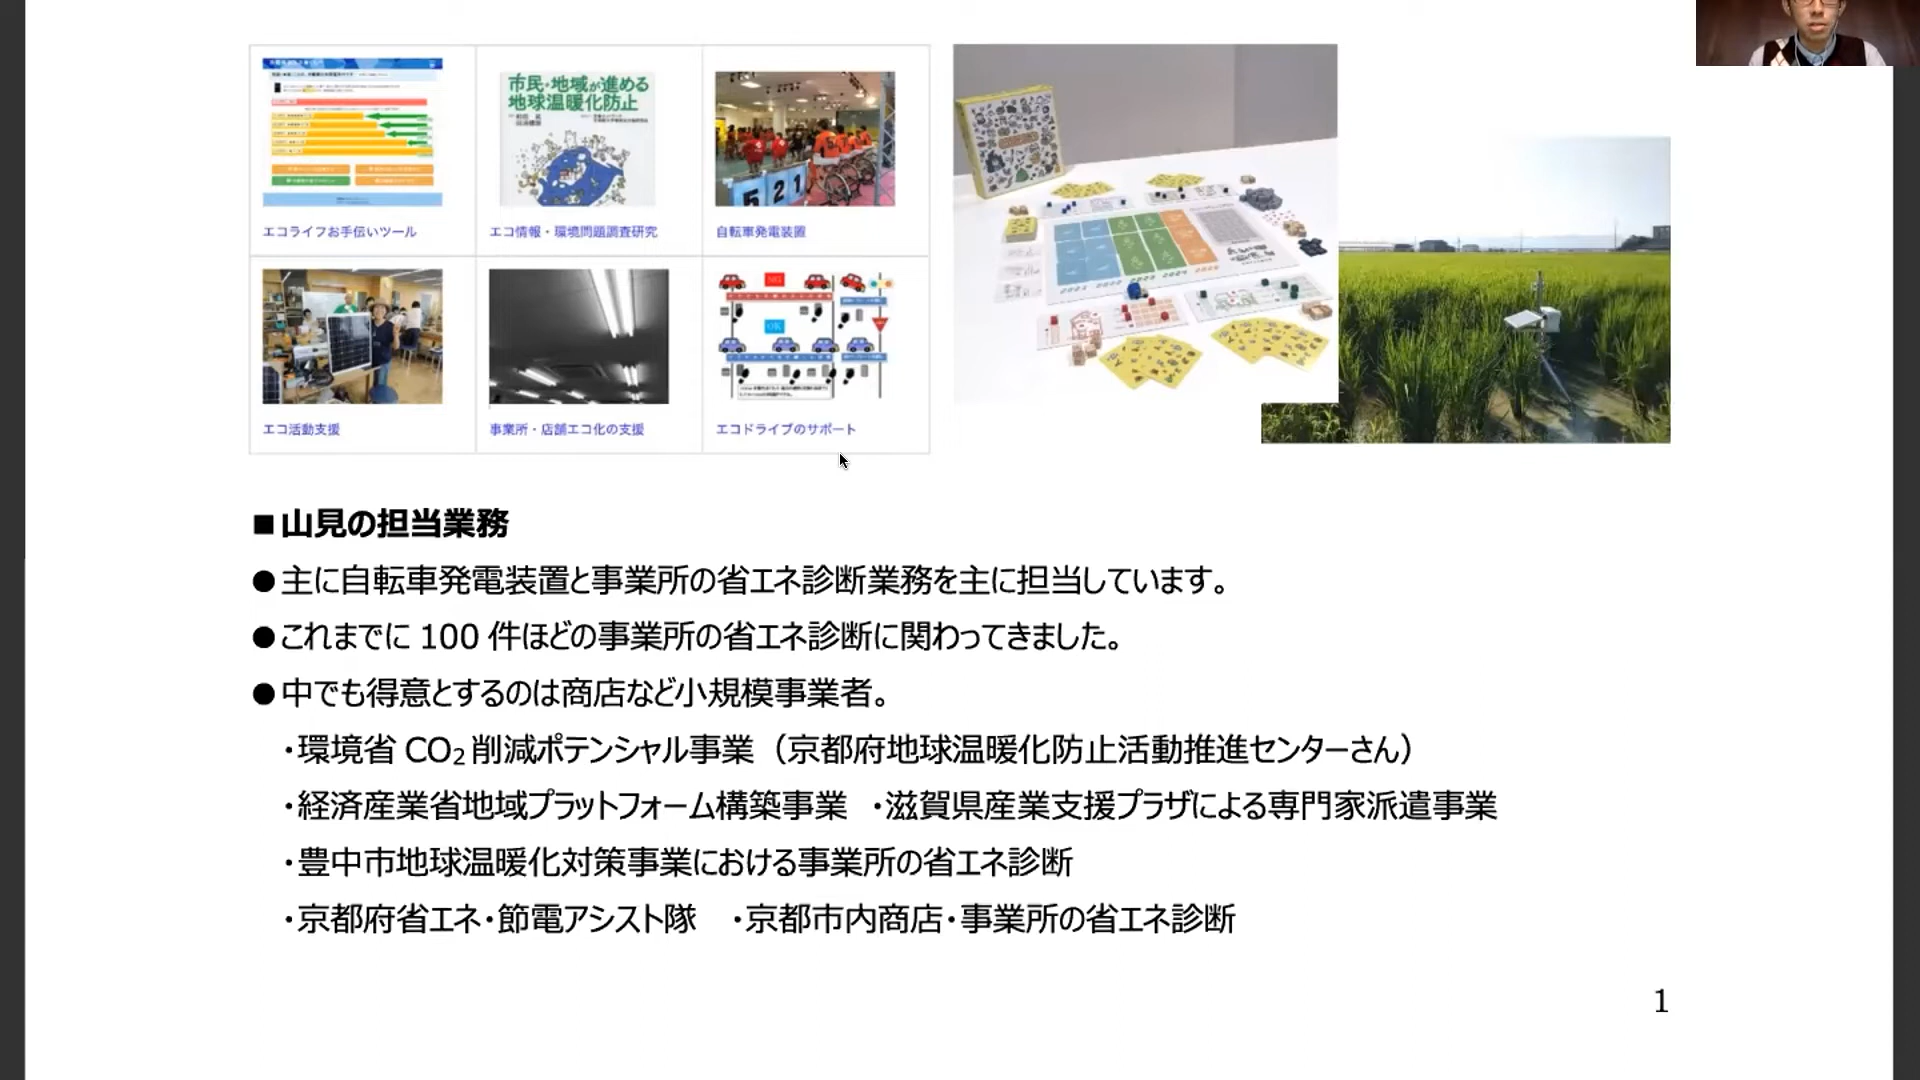 市民・地域が進める
地球温暖化防止
エコライフお手伝いツール
エコ情報・環境問題調査研究
521
自転車発電装置
エコ活動支援
事業所・店舗エコ化の支援
NG
OK
エコドライブのサポート
■山見の担当業務
●主に自転車発電装置と事業所の省エネ診断業務を主に担当しています。
●これまでに 100 件ほどの事業所の省エネ診断に関わってきました。
●中でも得意とするのは商店など小規模事業者。
・環境省 CO₂ 削減ポテンシャル事業（京都府地球温暖化防止活動推進センターさん）
・経済産業省地域プラットフォーム構築事業　・滋賀県産業支援プラザによる専門家派遣事業
・豊中市地球温暖化対策事業における事業所の省エネ診断
・京都府省エネ・節電アシスト隊　・京都市内商店・事業所の省エネ診断
1